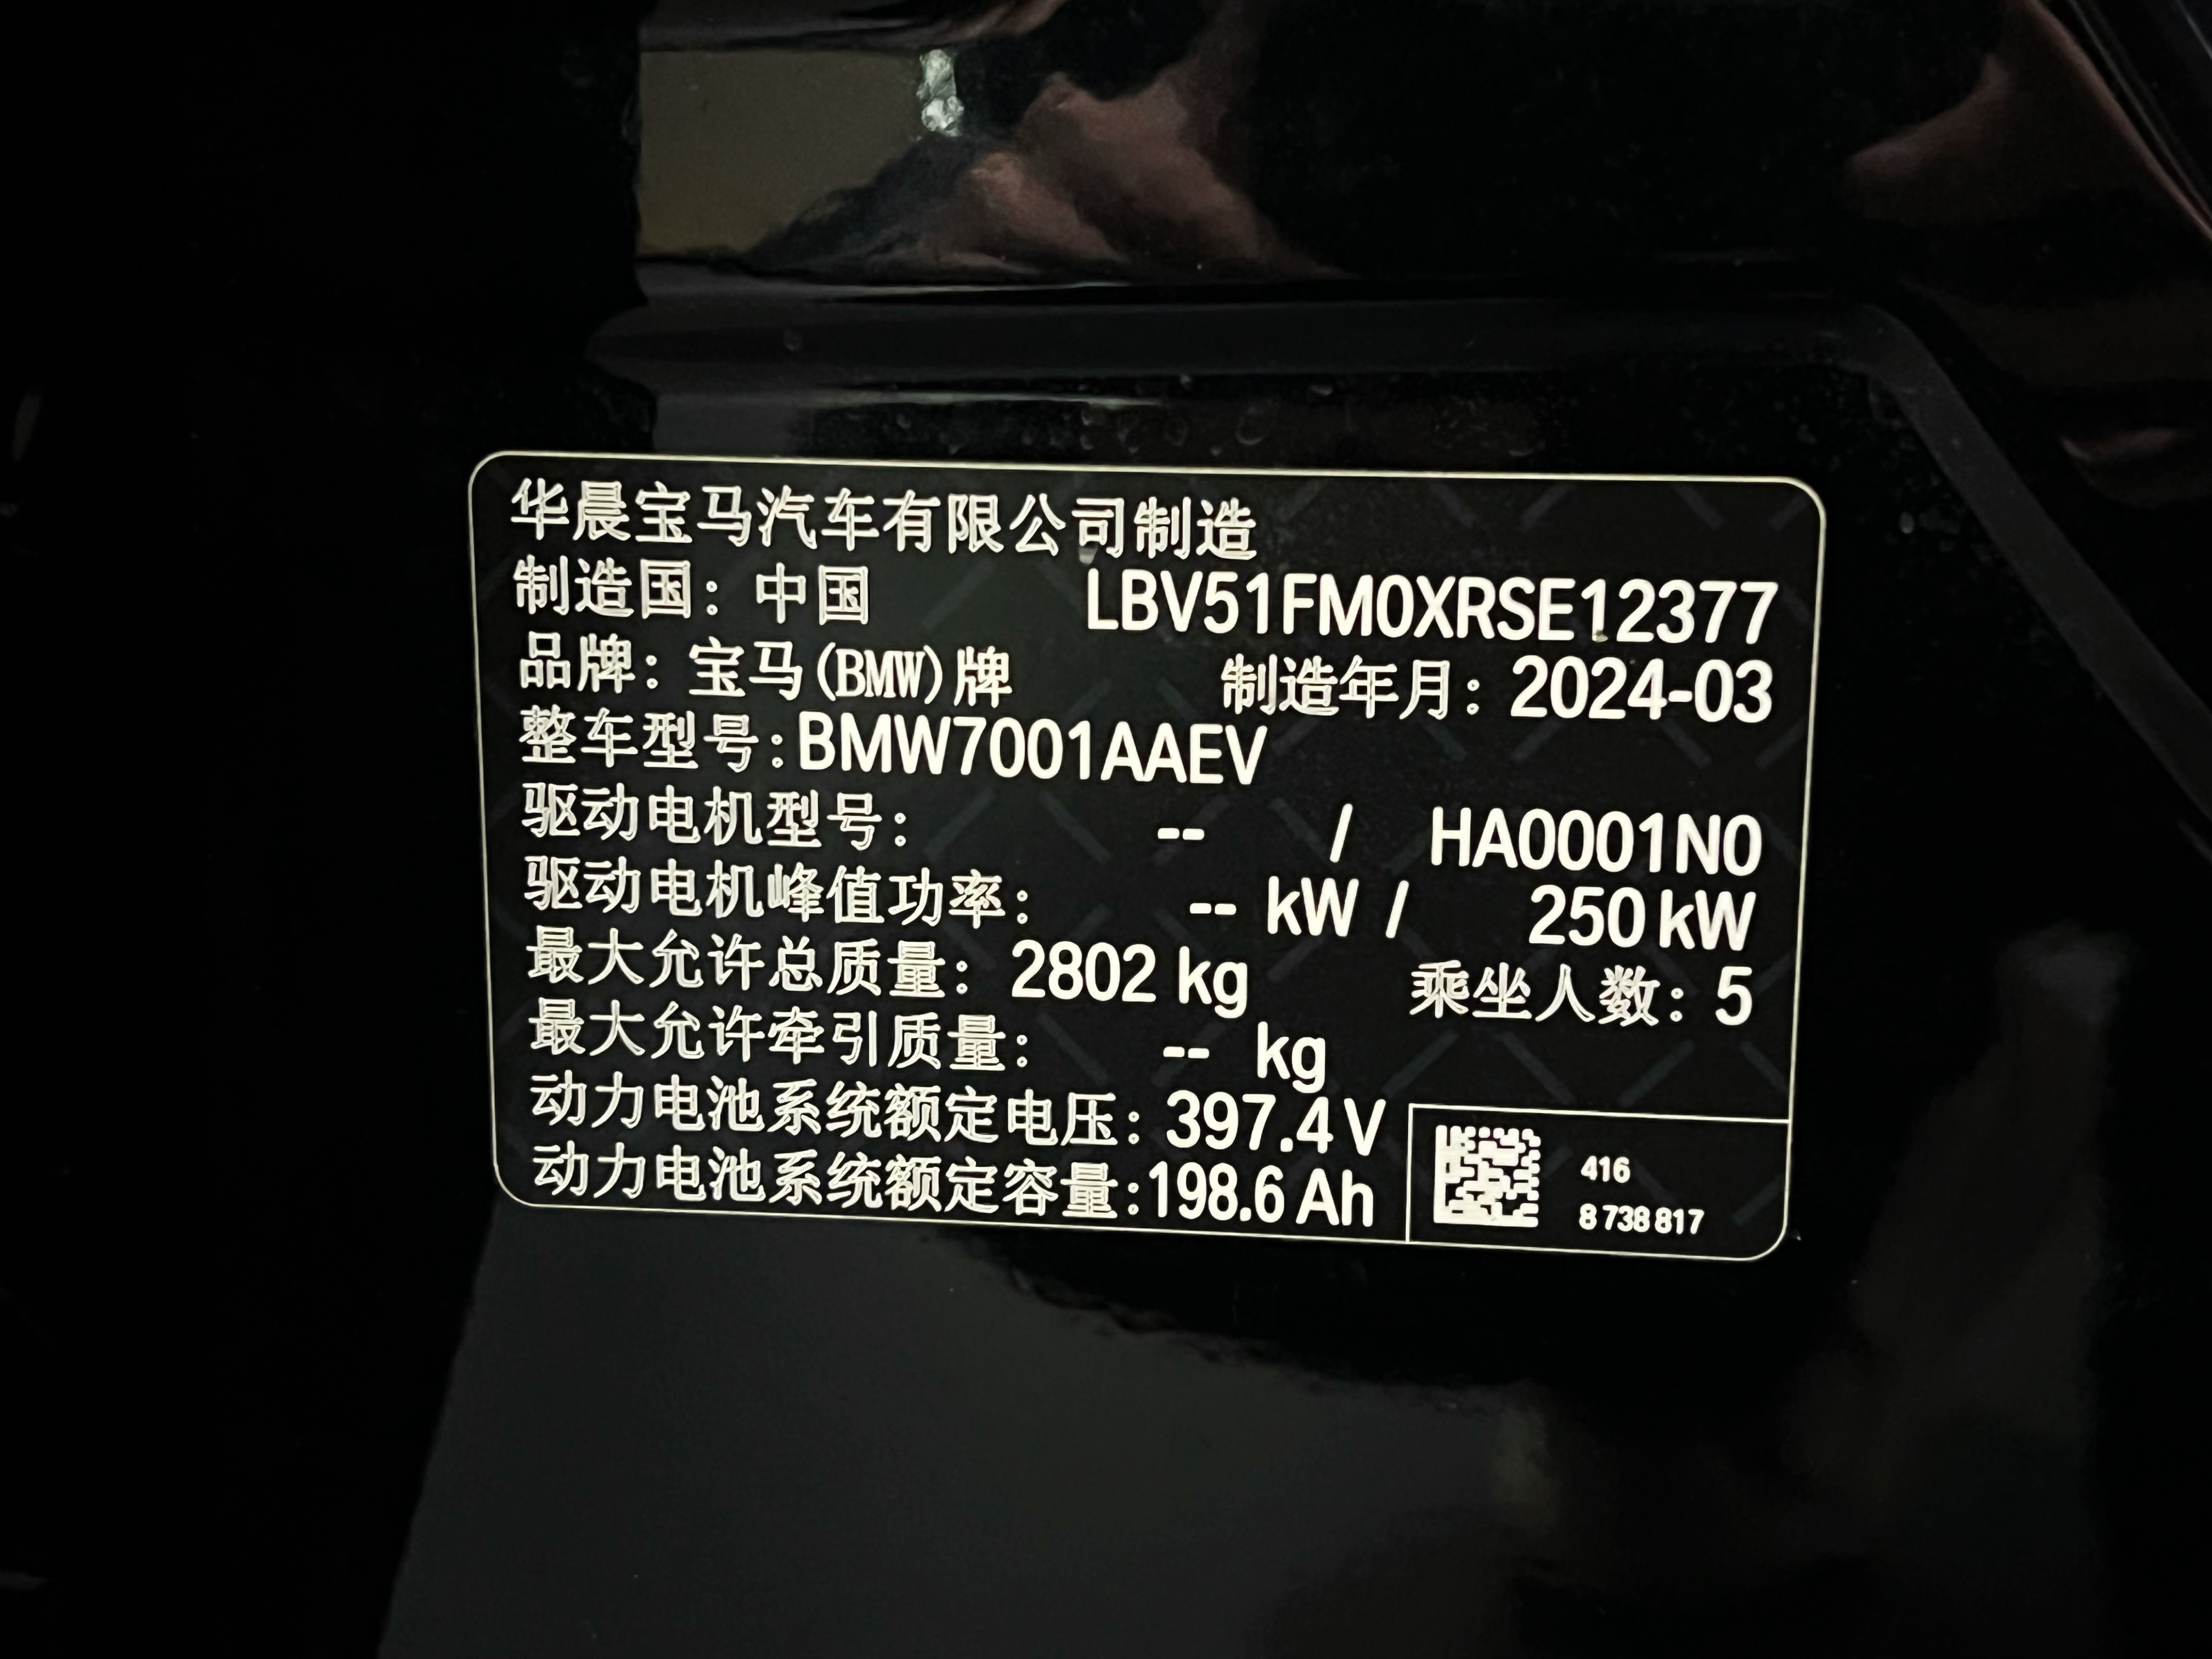 华晨宝马汽车有限公司制造
制造国：中国 LBV51FM0XRSE12377
品牌：宝马(BMW)牌 制造年月：2024-03
整车型号:BMW7001AAEV
驱动电机型号： -- / HA0001N0
驱动电机峰值功率： -- kW / 250 kW
最大允许总质量：2802 kg 乘坐人数：5
最大允许牵引质量： -- kg
动力电池系统额定电压：397.4 V
动力电池系统额定容量:198.6 Ah
416
8 738 817